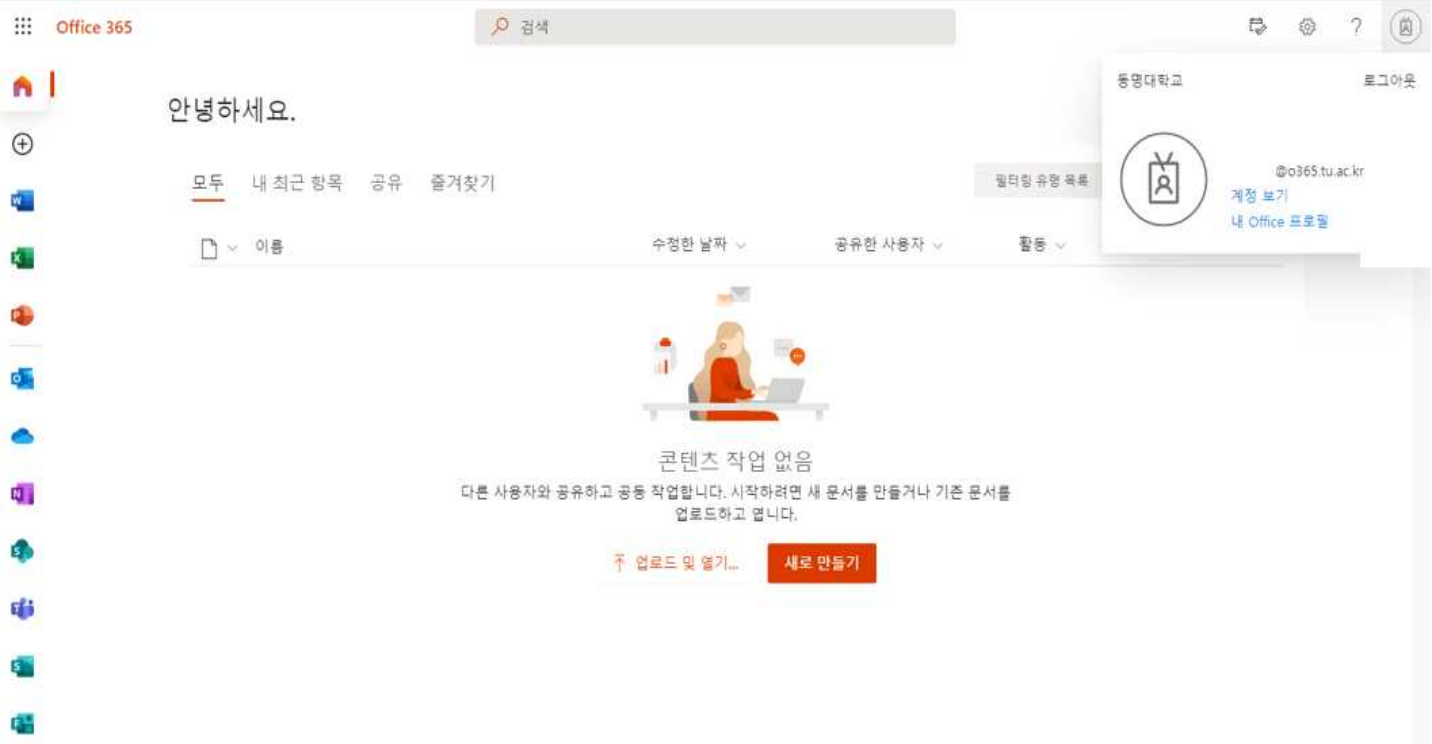 Office 365
검색
?
동명대학교
로그아웃
@o365.tu.ac.kr
계정 보기
내 Office 프로필
안녕하세요.
모두 내 최근 항목 공유 즐겨찾기
필터링 유형 목록
이름 수정한 날짜 공유한 사용자 활동
콘텐츠 작업 없음
다른 사용자와 공유하고 공동 작업합니다. 시작하려면 새 문서를 만들거나 기존 문서를
업로드하고 엽니다.
업로드 및 열기...
새로 만들기